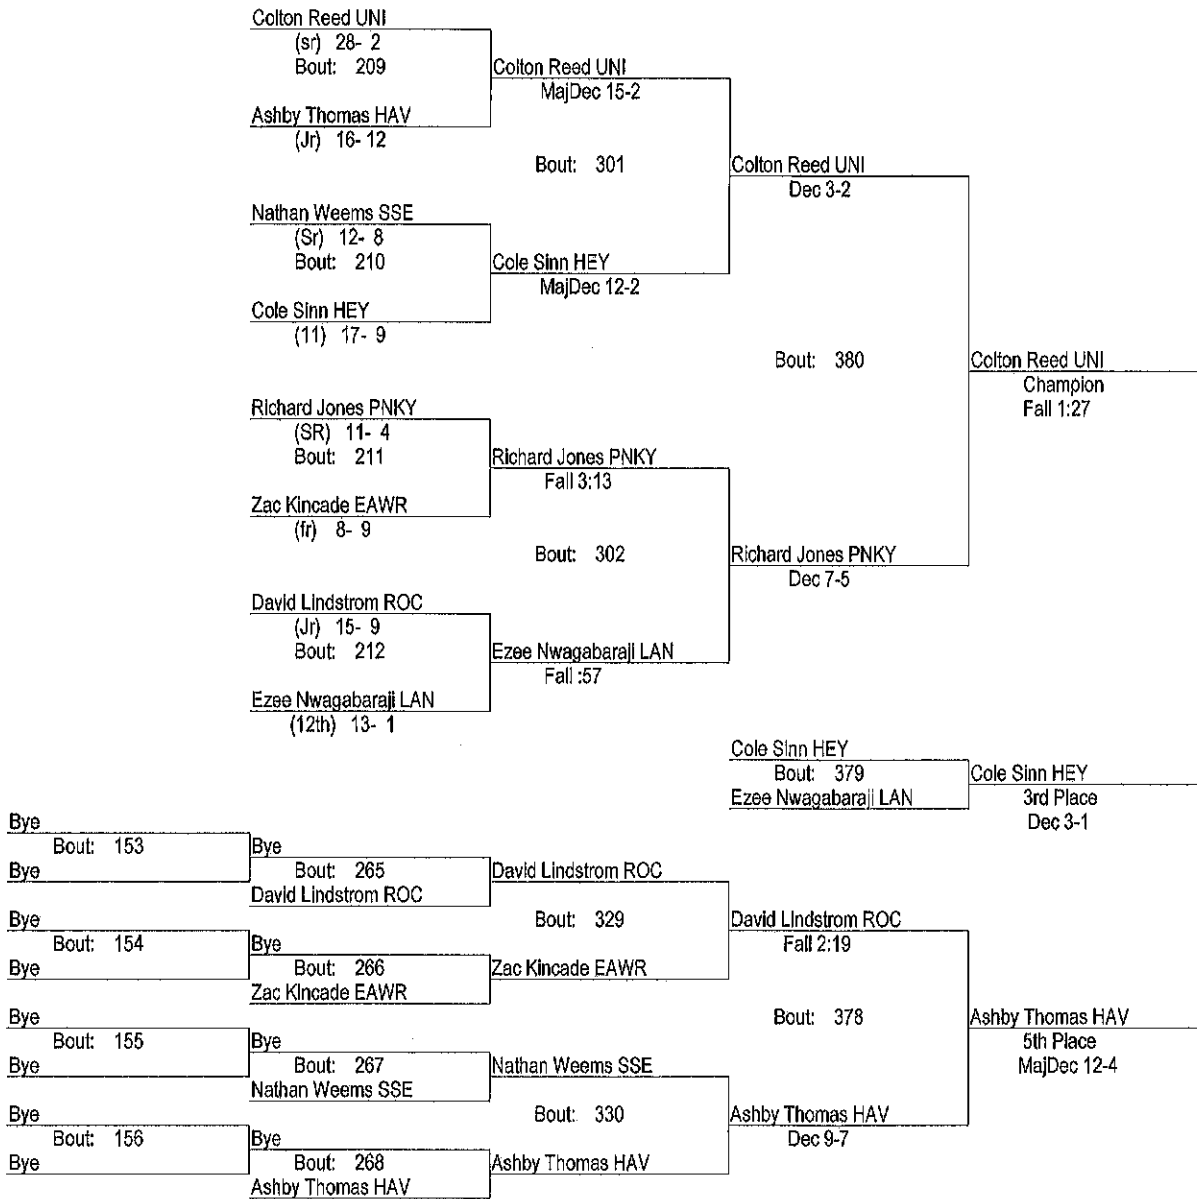 Colton Reed UNI
(sr) 28- 2
Bout: 209
Colton Reed UNI
MajDec 15-2
Ashby Thomas HAV
(Jr) 16- 12
Bout: 301
Colton Reed UNI
Dec 3-2
Nathan Weems SSE
(Sr) 12- 8
Bout: 210
Cole Sinn HEY
MajDec 12-2
Cole Sinn HEY
(11) 17- 9
Bout: 380
Colton Reed UNI
Champion
Fall 1:27
Richard Jones PNKY
(SR) 11- 4
Bout: 211
Richard Jones PNKY
Fall 3:13
Zac Kincade EAWR
(fr) 8- 9
Bout: 302
Richard Jones PNKY
Dec 7-5
David Lindstrom ROC
(Jr) 15- 9
Bout: 212
Ezee Nwagabaraji LAN
Fall :57
Ezee Nwagabaraji LAN
(12th) 13- 1
Cole Sinn HEY
Bout: 379
Cole Sinn HEY
Ezee Nwagabaraji LAN
3rd Place
Dec 3-1
Bye
Bout: 153
Bye
Bye
Bout: 265
David Lindstrom ROC
David Lindstrom ROC
Bye
Bout: 154
Bye
Bout: 329
David Lindstrom ROC
Fall 2:19
Bye
Bout: 266
Zac Kincade EAWR
Zac Kincade EAWR
Bye
Bout: 155
Bye
Bout: 378
Ashby Thomas HAV
5th Place
MajDec 12-4
Bye
Bout: 267
Nathan Weems SSE
Nathan Weems SSE
Bye
Bout: 156
Bye
Bout: 330
Ashby Thomas HAV
Dec 9-7
Bye
Bout: 268
Ashby Thomas HAV
Ashby Thomas HAV